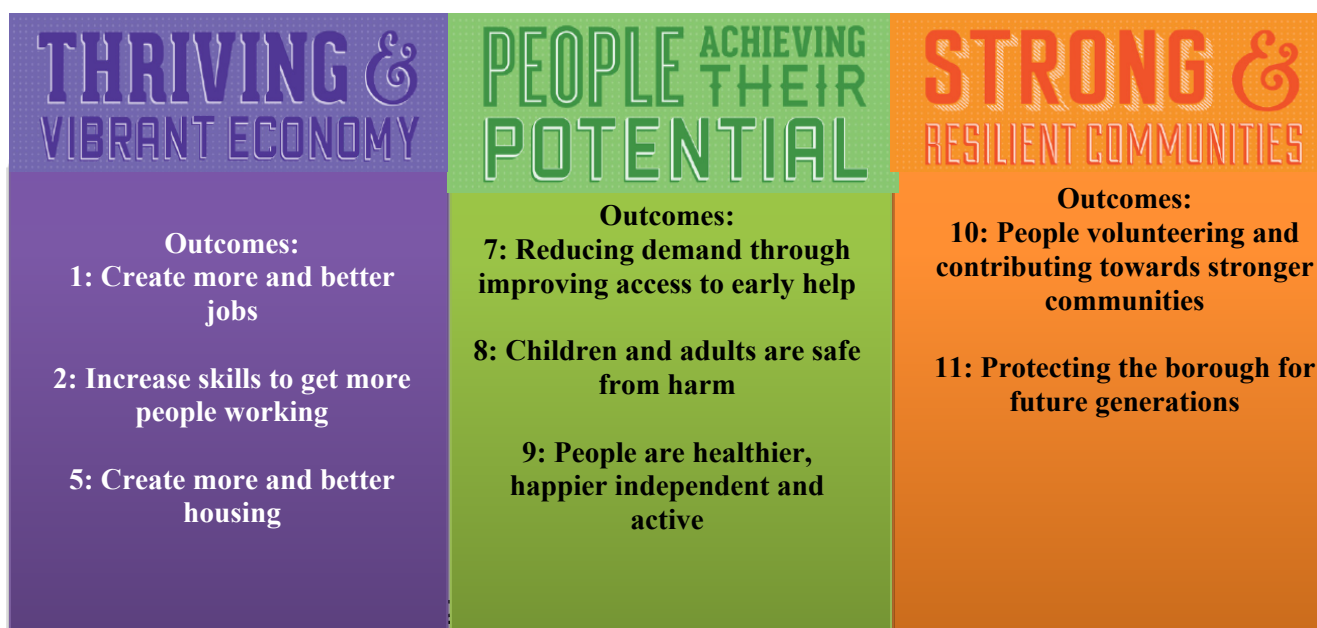 THRIVING &
VIBRANT ECONOMY
Outcomes:
1: Create more and better
jobs
2: Increase skills to get more
people working
5: Create more and better
housing
PEOPLE ACHIEVING
THEIR
POTENTIAL
Outcomes:
7: Reducing demand through
improving access to early help
8: Children and adults are safe
from harm
9: People are healthier,
happier independent and
active
STRONG &
RESILIENT COMMUNITIES
Outcomes:
10: People volunteering and
contributing towards stronger
communities
11: Protecting the borough for
future generations